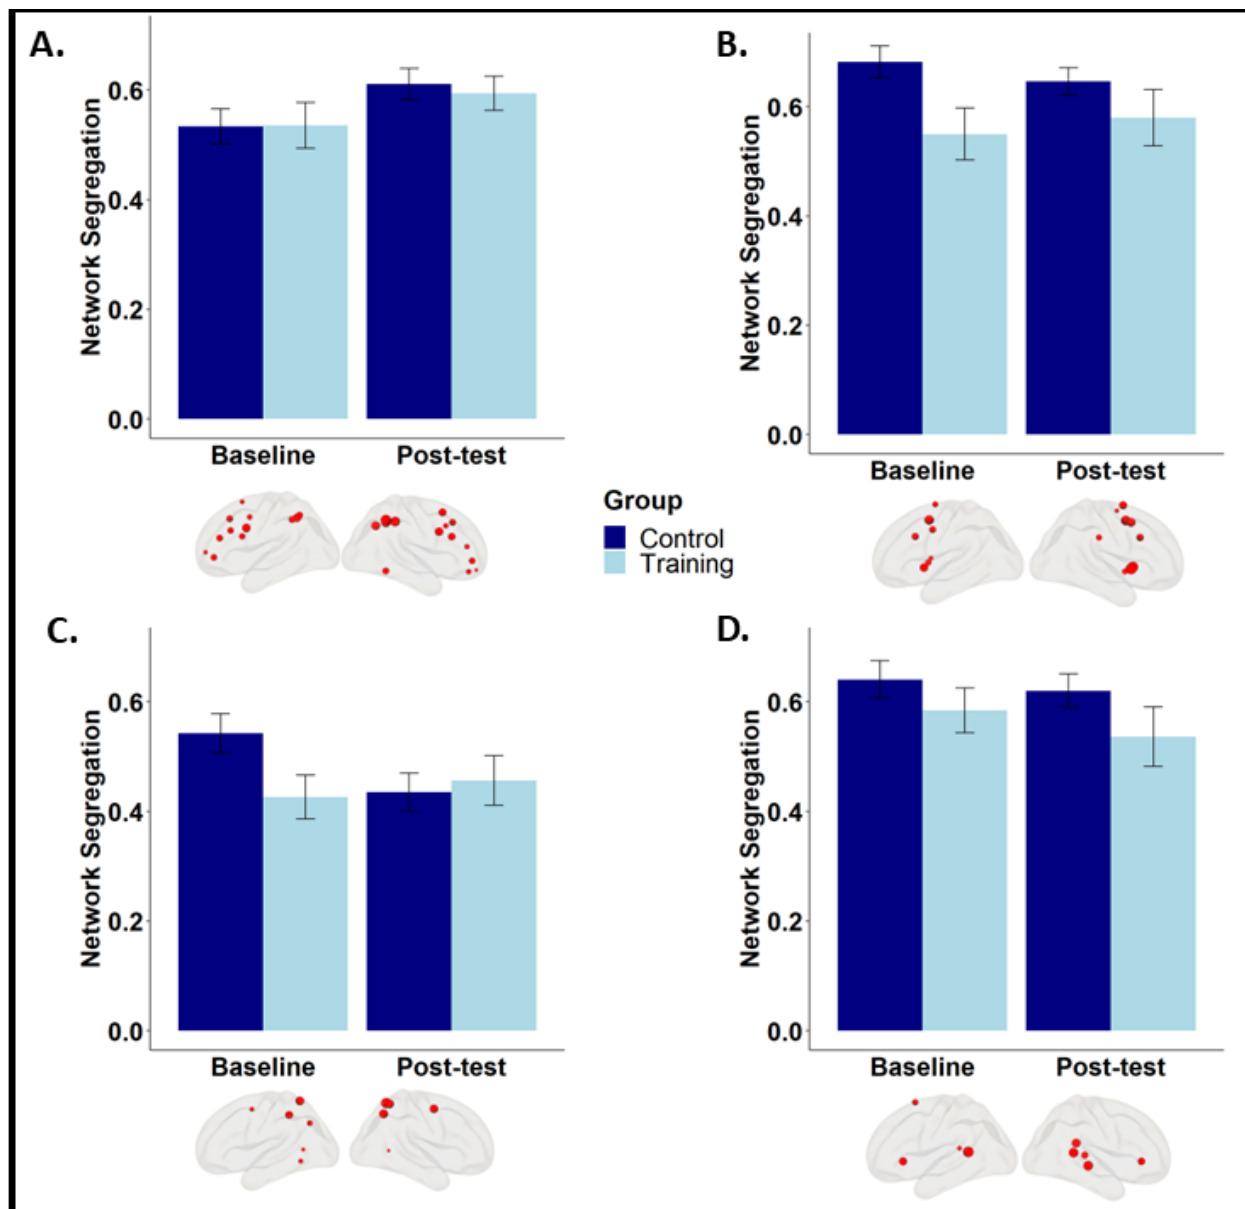 A.
Network Segregation
0.6
0.4
0.2
0.0
Baseline Post-test
B.
Network Segregation
0.6
0.4
0.2
0.0
Baseline Post-test
Group
Control
Training
C.
Network Segregation
0.6
0.4
0.2
0.0
Baseline Post-test
D.
Network Segregation
0.6
0.4
0.2
0.0
Baseline Post-test